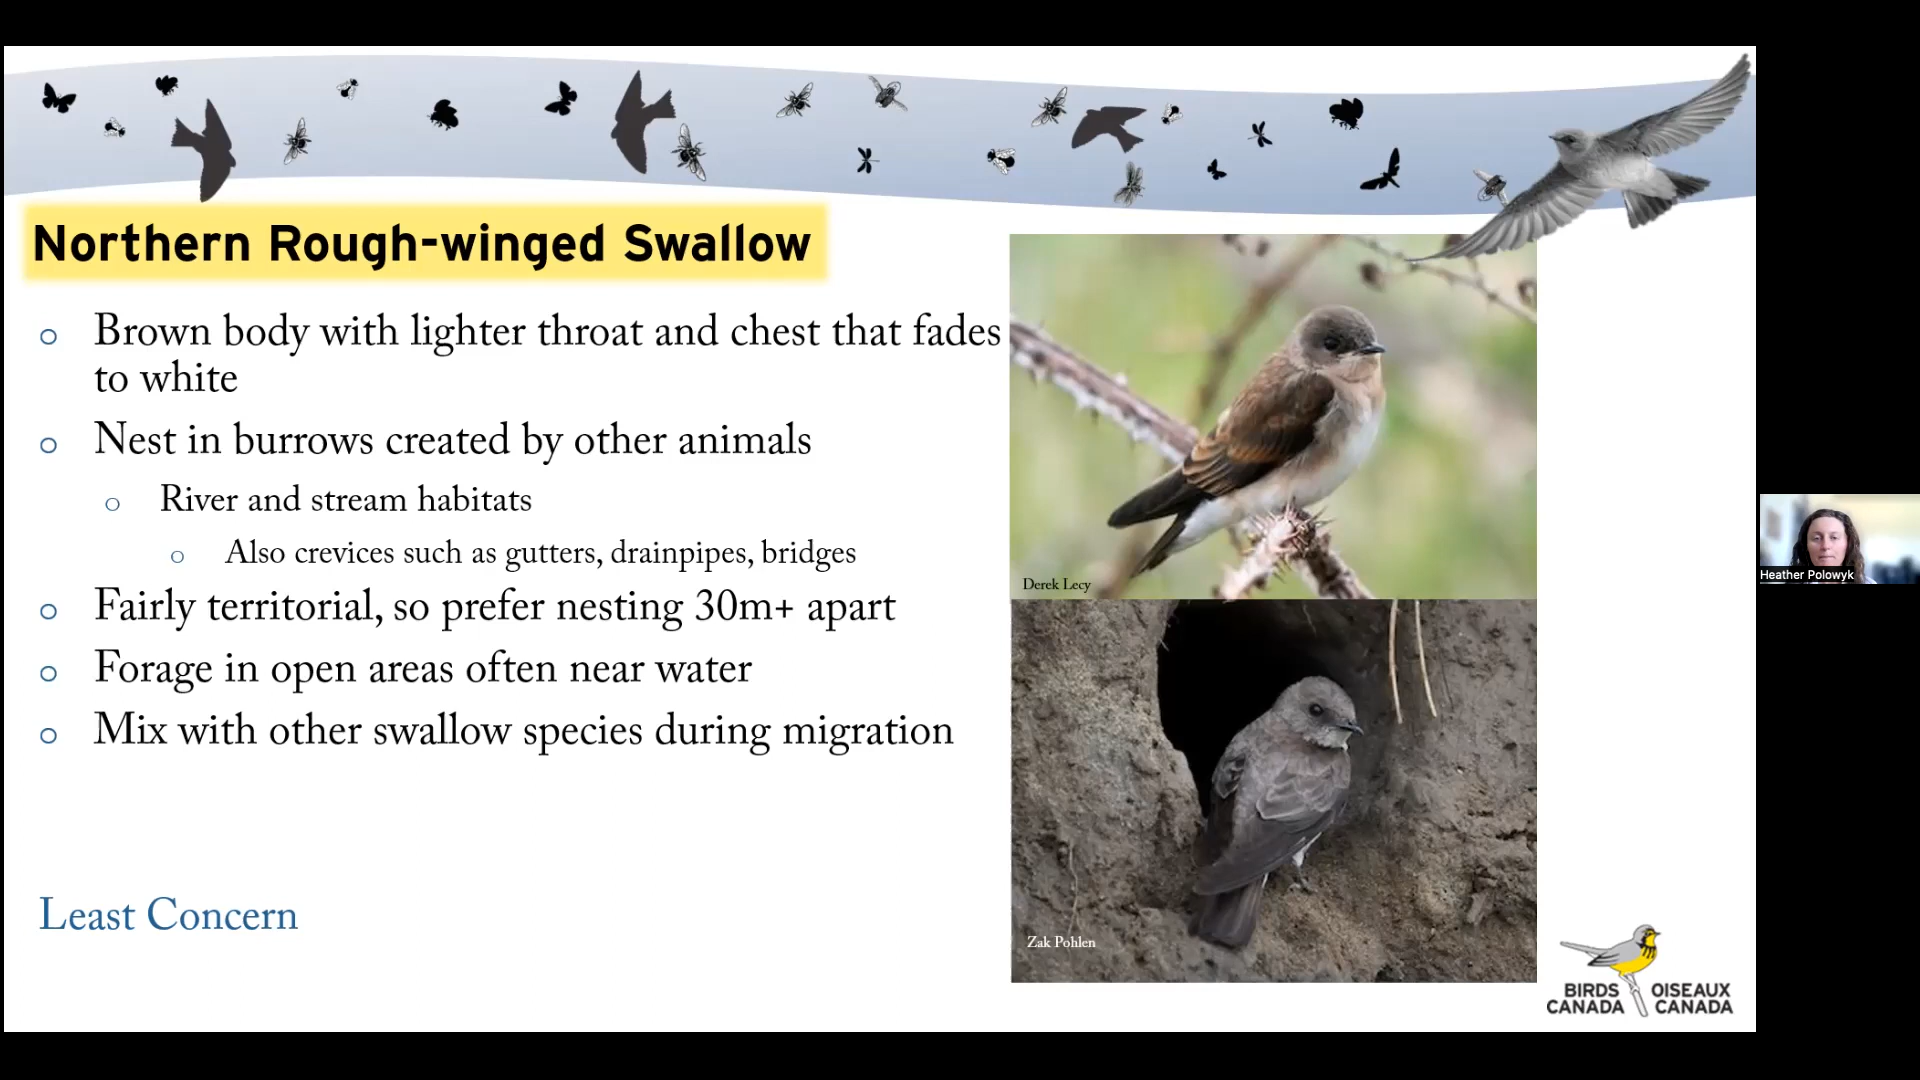 Northern Rough-winged Swallow
Brown body with lighter throat and chest that fades
to white
Nest in burrows created by other animals
River and stream habitats
Also crevices such as gutters, drainpipes, bridges
Fairly territorial, so prefer nesting 30m+ apart
Forage in open areas often near water
Mix with other swallow species during migration
Least Concern
Derek Lecy
Zak Pohlen
BIRDS CANADA
OISEAUX CANADA
Heather Polowyk